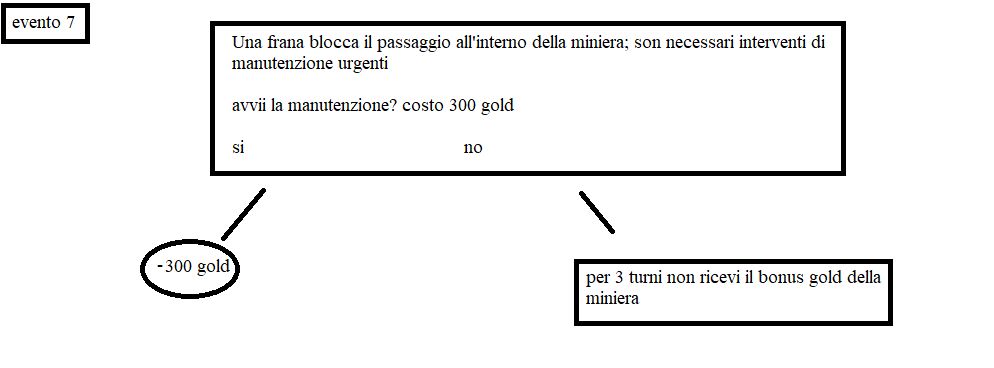 evento 7
Una frana blocca il passaggio all'interno della miniera; son necessari interventi di
manutenzione urgenti
avvii la manutenzione? costo 300 gold
si no
-300 gold
per 3 turni non ricevi il bonus gold della
miniera